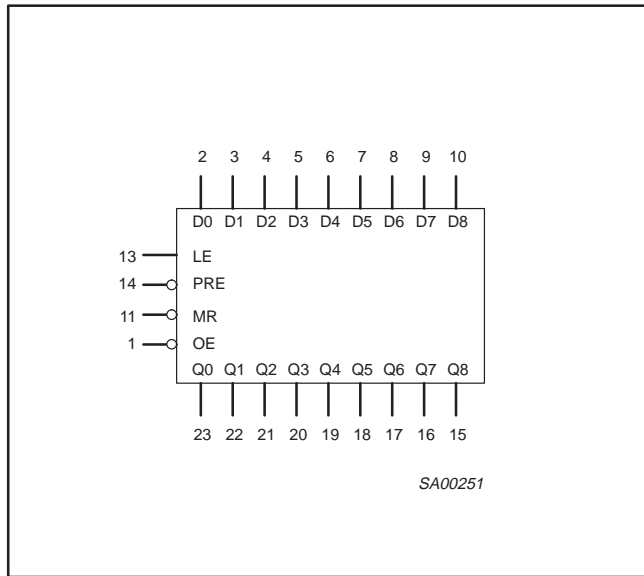 2 3 4 5 6 7 8 9 10
D0 D1 D2 D3 D4 D5 D6 D7 D8
13 LE
14 PRE
11 MR
1 OE
Q0 Q1 Q2 Q3 Q4 Q5 Q6 Q7 Q8
23 22 21 20 19 18 17 16 15
SA00251